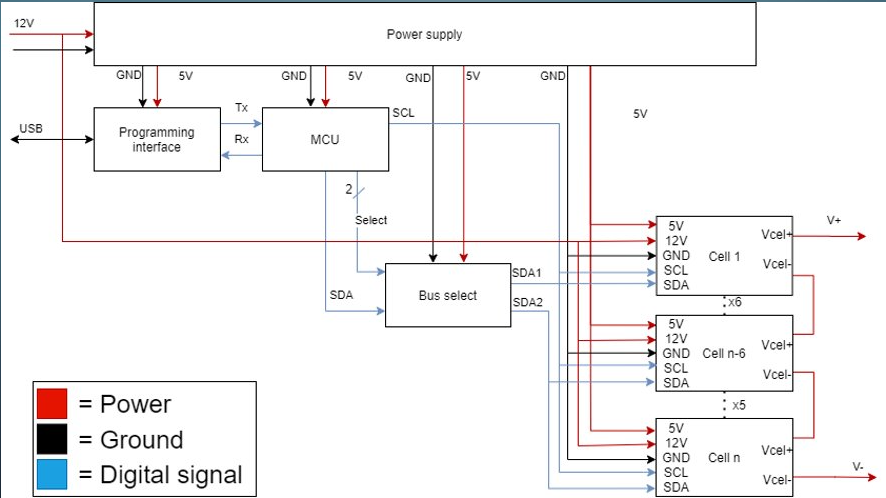 12V
Power supply
GND
5V
GND
5V
GND
5V
GND
5V
USB
Programming
interface
Tx
Rx
MCU
SCL
2
Select
SDA
Bus select
SDA1
SDA2
5V
12V
GND
SCL
SDA
Cell 1
Vcel+
Vcel-
V+
x6
5V
12V
GND
SCL
SDA
Cell n-6
Vcel+
Vcel-
x5
5V
12V
GND
SCL
SDA
Cell n
Vcel+
Vcel-
V-
= Power
= Ground
= Digital signal